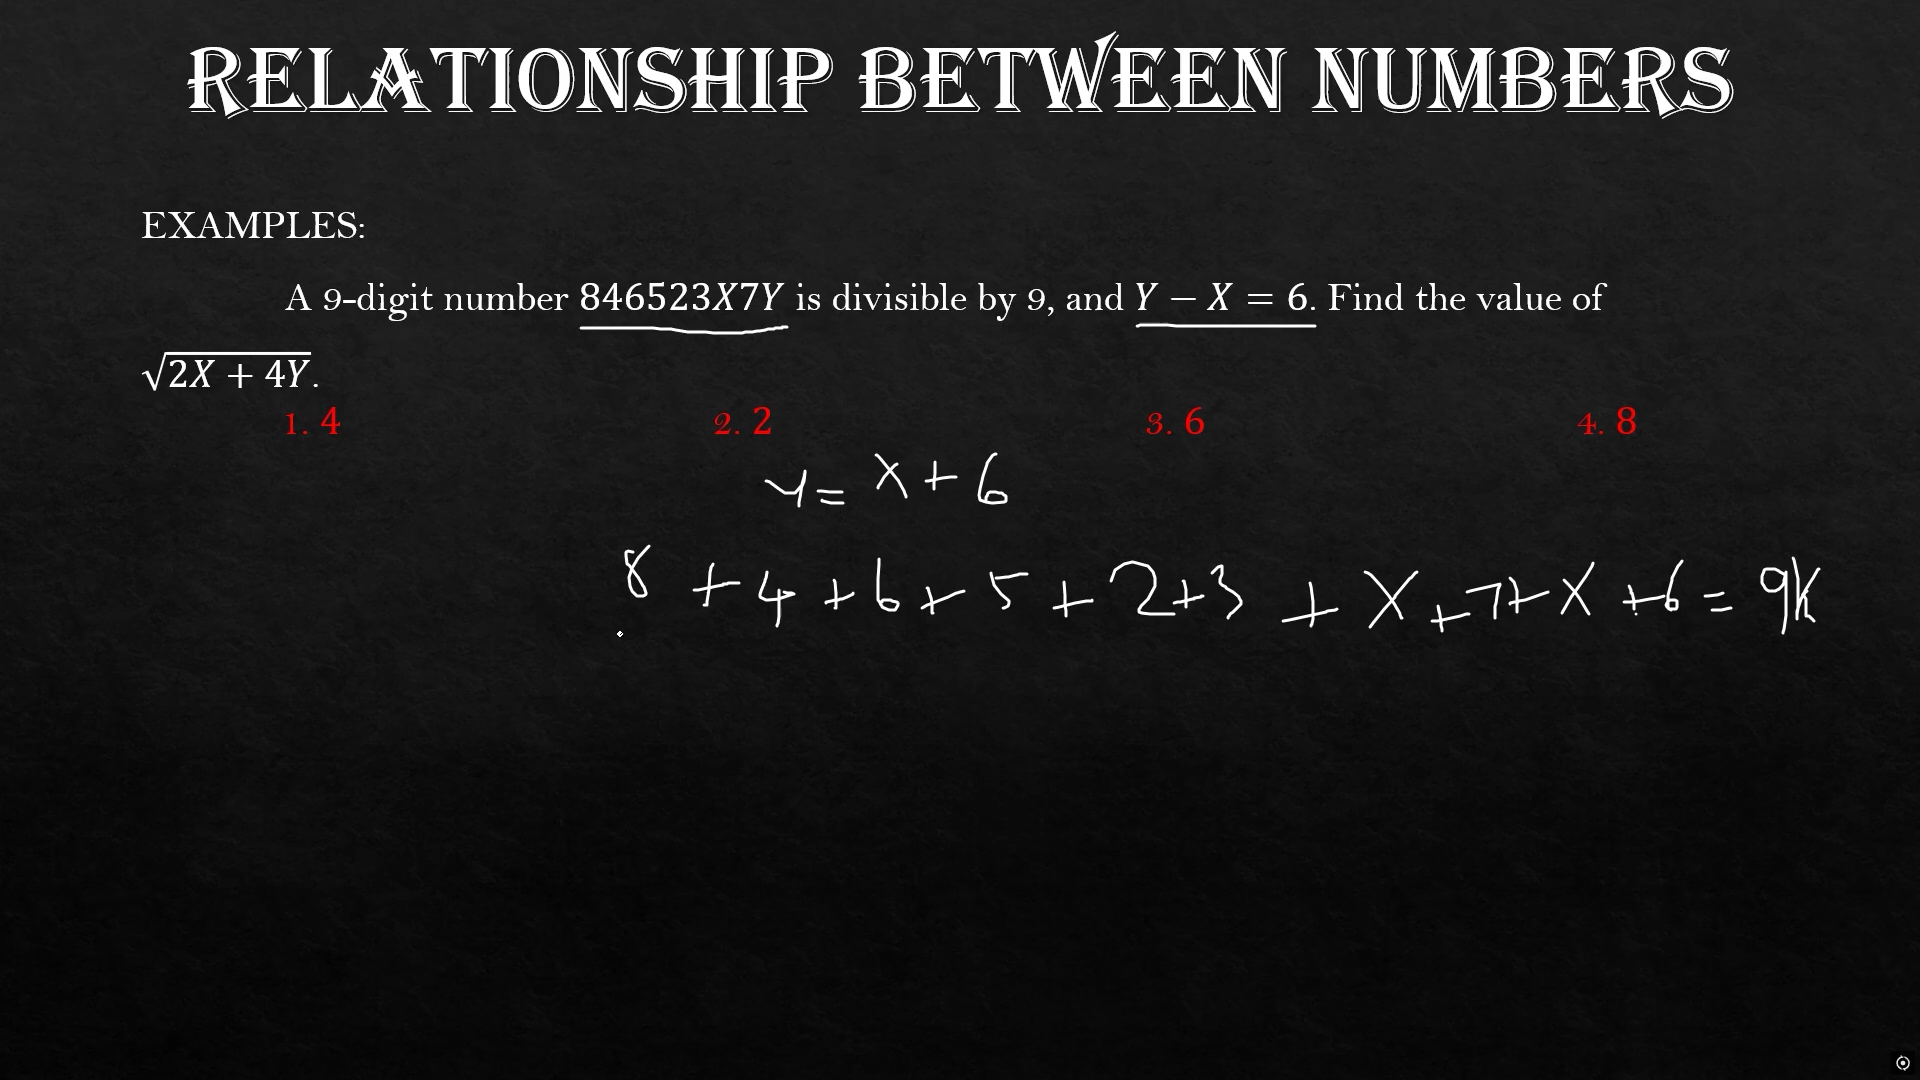 RELATIONSHIP BETWEEN NUMBERS
EXAMPLES:
A 9-digit number 846523X7Y is divisible by 9, and Y − X = 6. Find the value of
√2X + 4Y.
1. 4 2. 2 3. 6 4. 8
Y = X + 6
8 + 4 + 6 + 5 + 2 + 3 + X + 7 + X + 6 = 9K